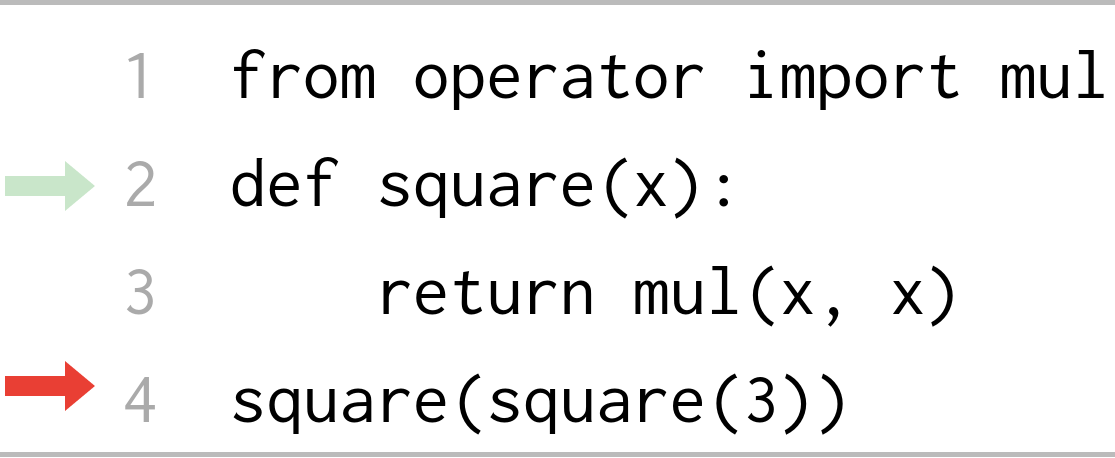 1 from operator import mul
2 def square(x):
3     return mul(x, x)
4 square(square(3))